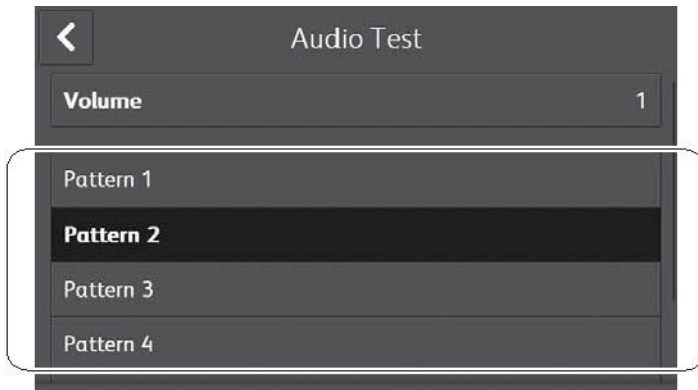 Audio Test
Volume 1
Pattern 1
Pattern 2
Pattern 3
Pattern 4